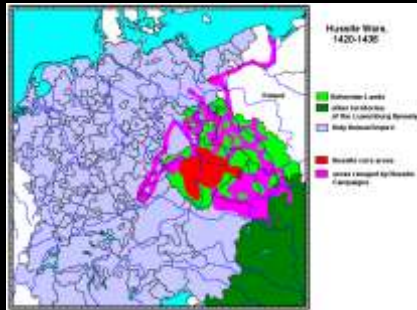 Hussite Wars,
1420-1436
Poland
Bohemian Lands
other territories
of the Luxemburg Dynasty
Holy Roman Empire
Hussite core areas
areas ravaged by Hussite
Campaigns